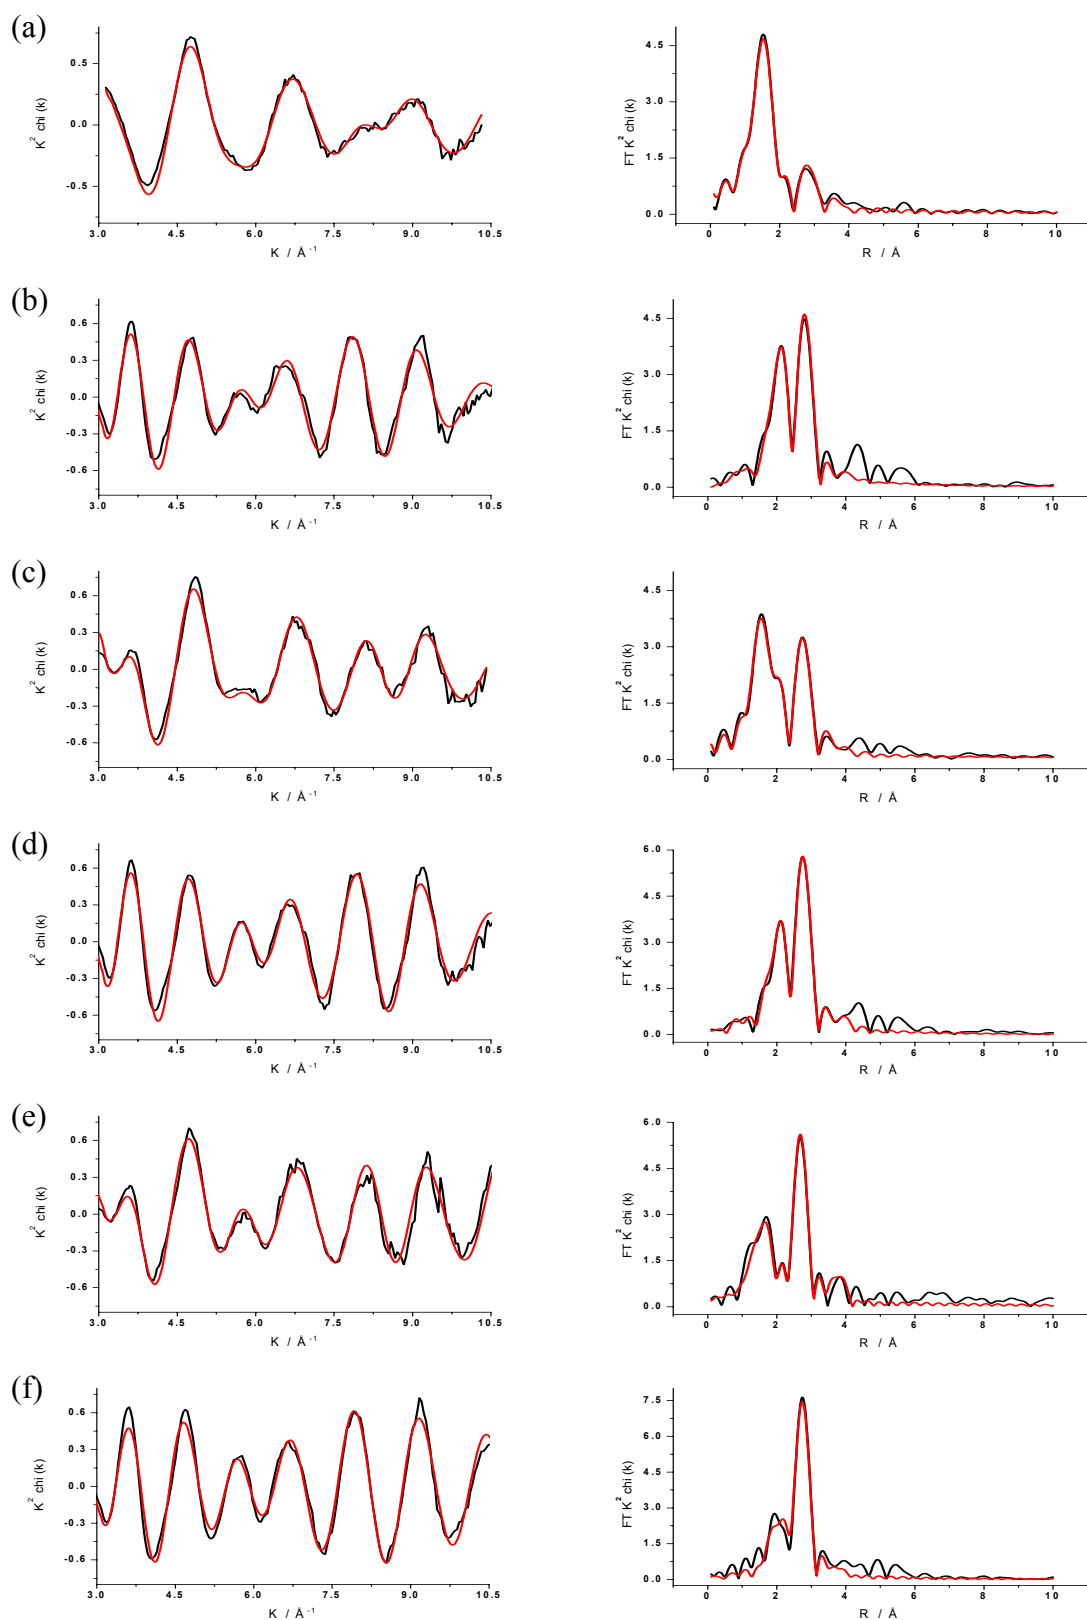 (a)
0.5
0.0
-0.5
K² chi (k)
3.0 4.5 6.0 7.5 9.0 10.5
K / Å⁻¹
4.5
3.0
1.5
0.0
FT K² chi (k)
0 2 4 6 8 10
R / Å
(b)
0.6
0.3
0.0
-0.3
-0.6
K² chi (k)
3.0 4.5 6.0 7.5 9.0 10.5
K / Å⁻¹
4.5
3.0
1.5
0.0
FT K² chi (k)
0 2 4 6 8 10
R / Å
(c)
0.6
0.3
0.0
-0.3
-0.6
K² chi (k)
3.0 4.5 6.0 7.5 9.0 10.5
K / Å⁻¹
4.5
3.0
1.5
0.0
FT K² chi (k)
0 2 4 6 8 10
R / Å
(d)
0.6
0.3
0.0
-0.3
-0.6
K² chi (k)
3.0 4.5 6.0 7.5 9.0 10.5
K / Å⁻¹
6.0
4.5
3.0
1.5
0.0
FT K² chi (k)
0 2 4 6 8 10
R / Å
(e)
0.6
0.3
0.0
-0.3
-0.6
K² chi (k)
3.0 4.5 6.0 7.5 9.0 10.5
K / Å⁻¹
6.0
4.5
3.0
1.5
0.0
FT K² chi (k)
0 2 4 6 8 10
R / Å
(f)
0.6
0.3
0.0
-0.3
-0.6
K² chi (k)
3.0 4.5 6.0 7.5 9.0 10.5
K / Å⁻¹
7.5
6.0
4.5
3.0
1.5
0.0
FT K² chi (k)
0 2 4 6 8 10
R / Å